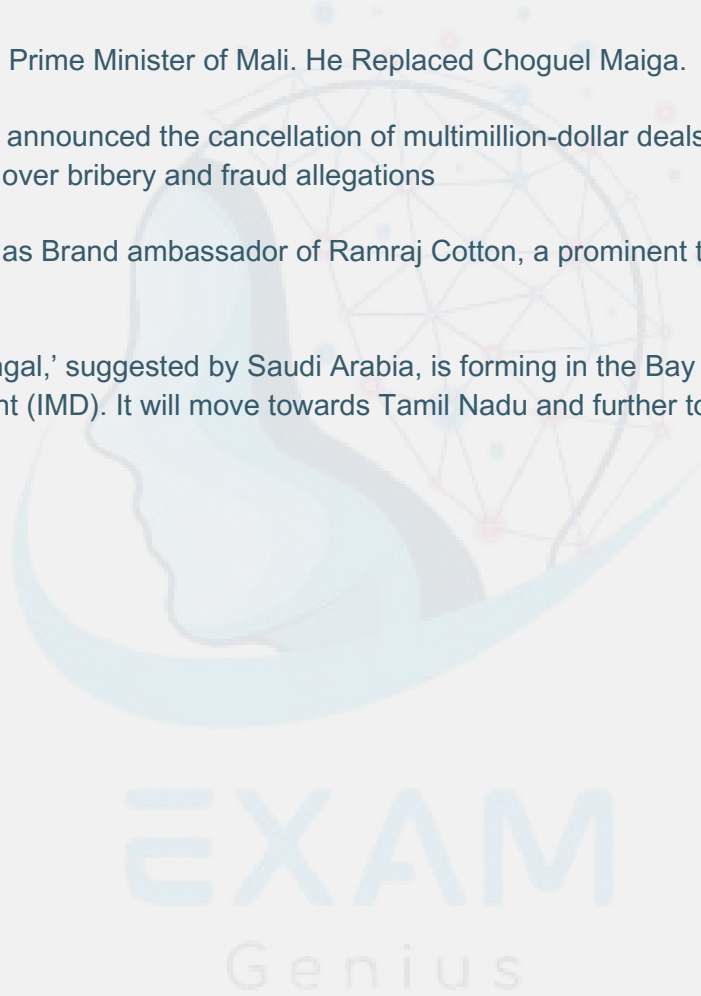 Prime Minister of Mali. He Replaced Choguel Maiga.
announced the cancellation of multimillion-dollar deals
over bribery and fraud allegations
as Brand ambassador of Ramraj Cotton, a prominent t
ngal,’ suggested by Saudi Arabia, is forming in the Bay
nt (IMD). It will move towards Tamil Nadu and further to
EXAM
Genius